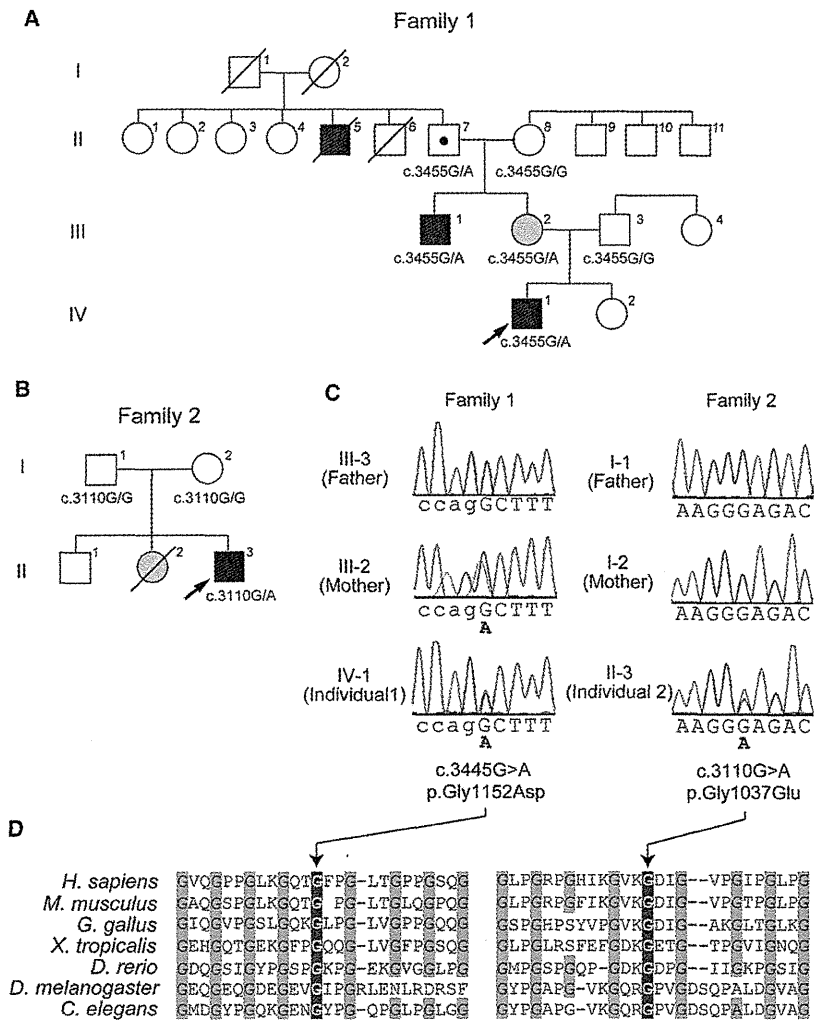 A
Family 1
I
1 2
II
1 2 3 4 5 6 7 8 9 10 11
c.3455G/A c.3455G/G
III
1 2 3 4
c.3455G/A c.3455G/A c.3455G/G
IV
1 2
c.3455G/A
B
Family 2
I
1 2
c.3110G/G c.3110G/G
II
1 2 3
c.3110G/A
C
Family 1 Family 2
III-3
(Father)
ccagGCTTT
I-1
(Father)
AAGGGAGAC
III-2
(Mother)
ccagGCTTT
A
I-2
(Mother)
AAGGGAGAC
IV-1
(Individual1)
ccagGCTTT
A
II-3
(Individual 2)
AAGGGAGAC
A
c.3445G>A
p.Gly1152Asp
c.3110G>A
p.Gly1037Glu
D
H. sapiens GVQGPPGLKGQTGFPG-LTGPPGSQG GLPGRPGHIKGVKGDIG--VPGIPGLPG
M. musculus GAQGSPGLKGQTG PG-LTGLQGPQG GLPGRPGFIKGVKGDIG--VPGTPGLPG
G. gallus GIQGVPGSLGQKGLPG-LVGPPGQQG GSPGHPSYVPGVKGDIG--AKGLTGLKG
X. tropicalis GEHGQTGEKGFPGQQG-LVGFPGSQG GLPGLRSFEFGDKGETG--TPGVIGNQG
D. rerio GDQGSIGYPGSPGKPG-EKGVGGLPG GMPGSPGQP-GDKGDPG--IIGKPGSIG
D. melanogaster GEQGEQGDEGEVGIPGRLENLRDRSF GYPGAPG-VKGQRGPVGDSQPALDGVAG
C. elegans GMDGYPGQKGENGYPG-QPGLPGLGG GYPGAPG-VKGQRGPVGDSQPALDGVAG